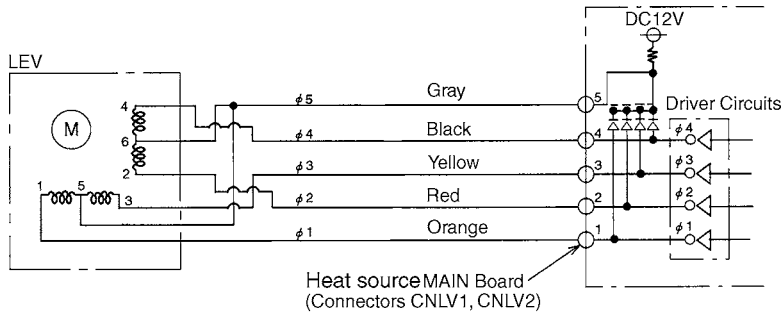 DC12V
LEV
Gray
ϕ5
5
Driver Circuits
4
M
6
Black
ϕ4
4
ϕ4
2
Yellow
ϕ3
3
ϕ3
1
5
3
Red
ϕ2
2
ϕ2
Orange
ϕ1
1
ϕ1
Heat source MAIN Board
(Connectors CNLV1, CNLV2)